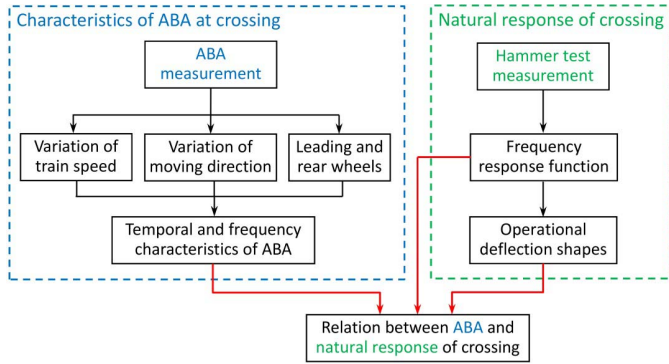 Characteristics of ABA at crossing
ABA
measurement
Variation of
train speed
Variation of
moving direction
Leading and
rear wheels
Temporal and frequency
characteristics of ABA
Natural response of crossing
Hammer test
measurement
Frequency
response function
Operational
deflection shapes
Relation between ABA and
natural response of crossing